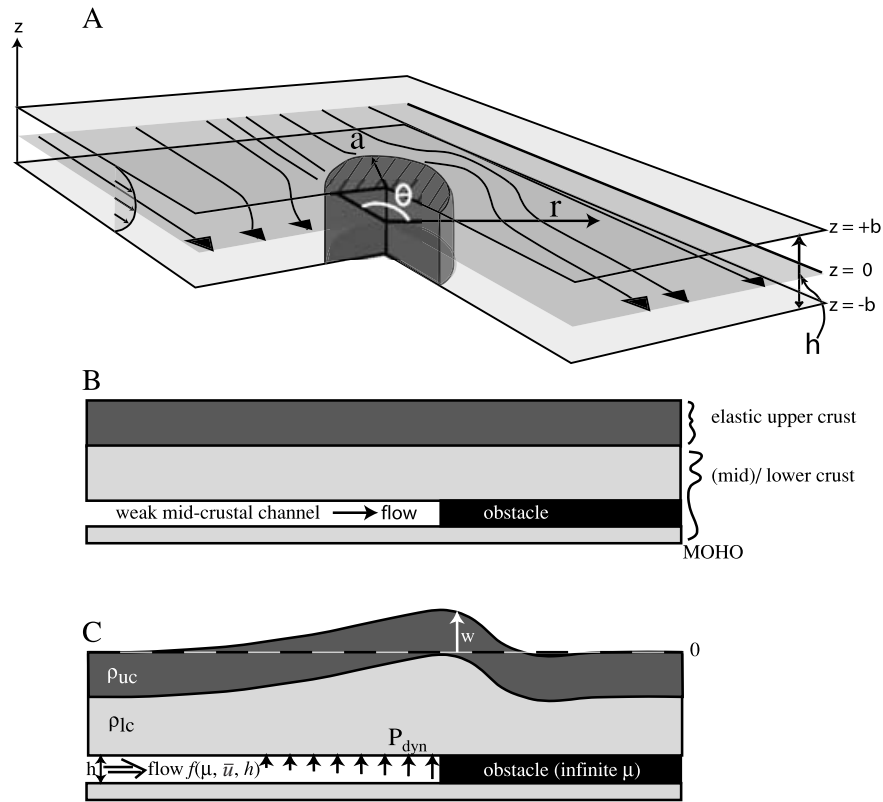 A
z
a
θ
r
z = +b
z = 0
z = -b
h
B
elastic upper crust
(mid)/ lower crust
weak mid-crustal channel → flow
obstacle
MOHO
C
w
0
ρuc
ρlc
Pdyn
h
flow f(μ, ū, h)
obstacle (infinite μ)